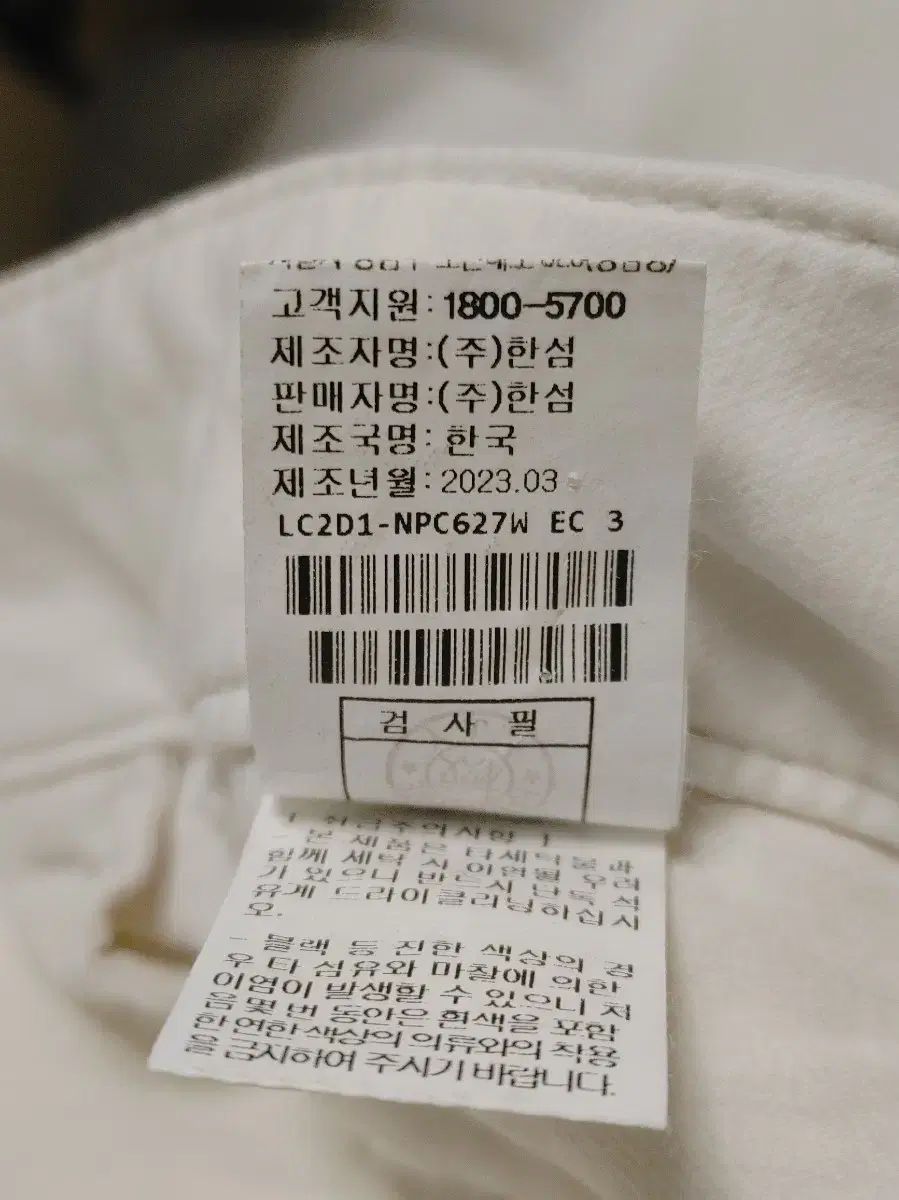 고객지원: 1800-5700
제조자명:(주)한섬
판매자명:(주)한섬
제조국명: 한국
제조년월: 2023.03
LC2D1-NPC627W EC 3
검 사 필
취급주의사항
- 본 제품은 타세탁물과
함께 세탁 시 이염될 우려
가 있으니 반드시 단독 석
유계 드라이클리닝하십시
오.
- 블랙 등 진한 색상의 경
우 타 섬유와 마찰에 의한
이염이 발생할 수 있으니 처
음 몇 번 동안은 흰색을 포함
한 연한 색상의 의류와의 착용
을 금지하여 주시기 바랍니다.